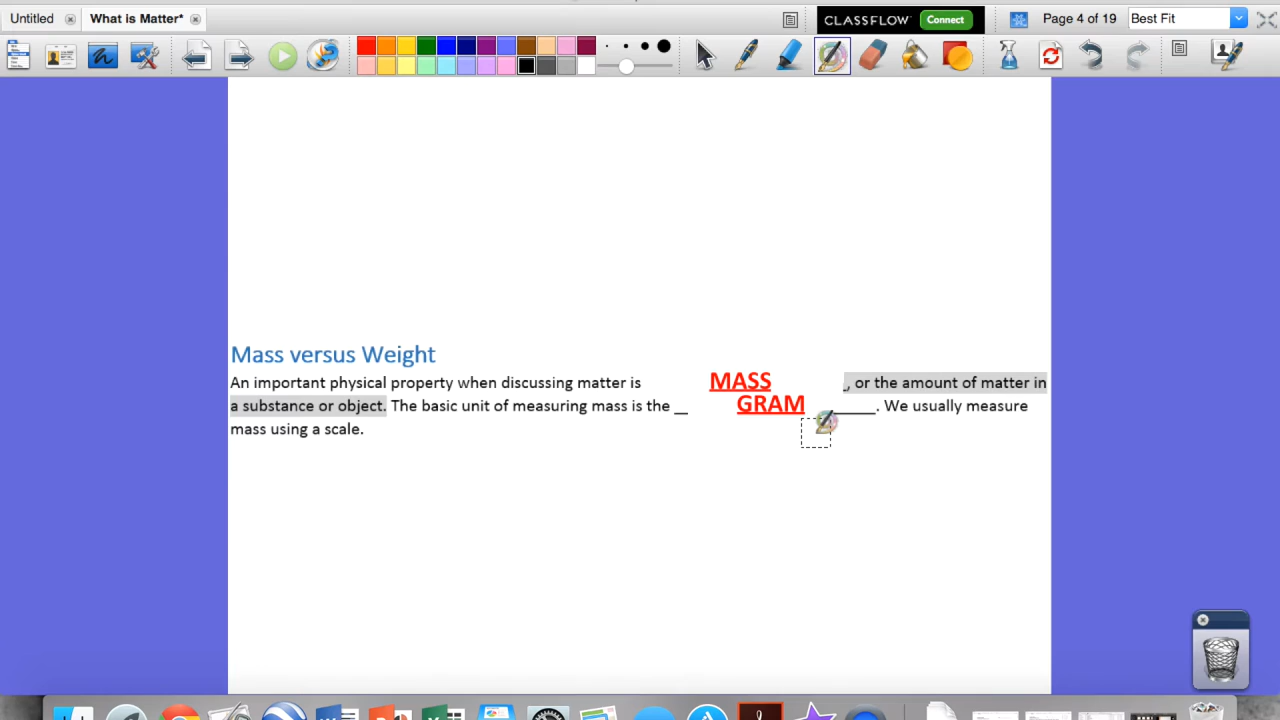 Untitled What is Matter* CLASSFLOW Connect Page 4 of 19 Best Fit
Mass versus Weight
An important physical property when discussing matter is MASS _, or the amount of matter in
a substance or object. The basic unit of measuring mass is the __ GRAM _____. We usually measure
mass using a scale.